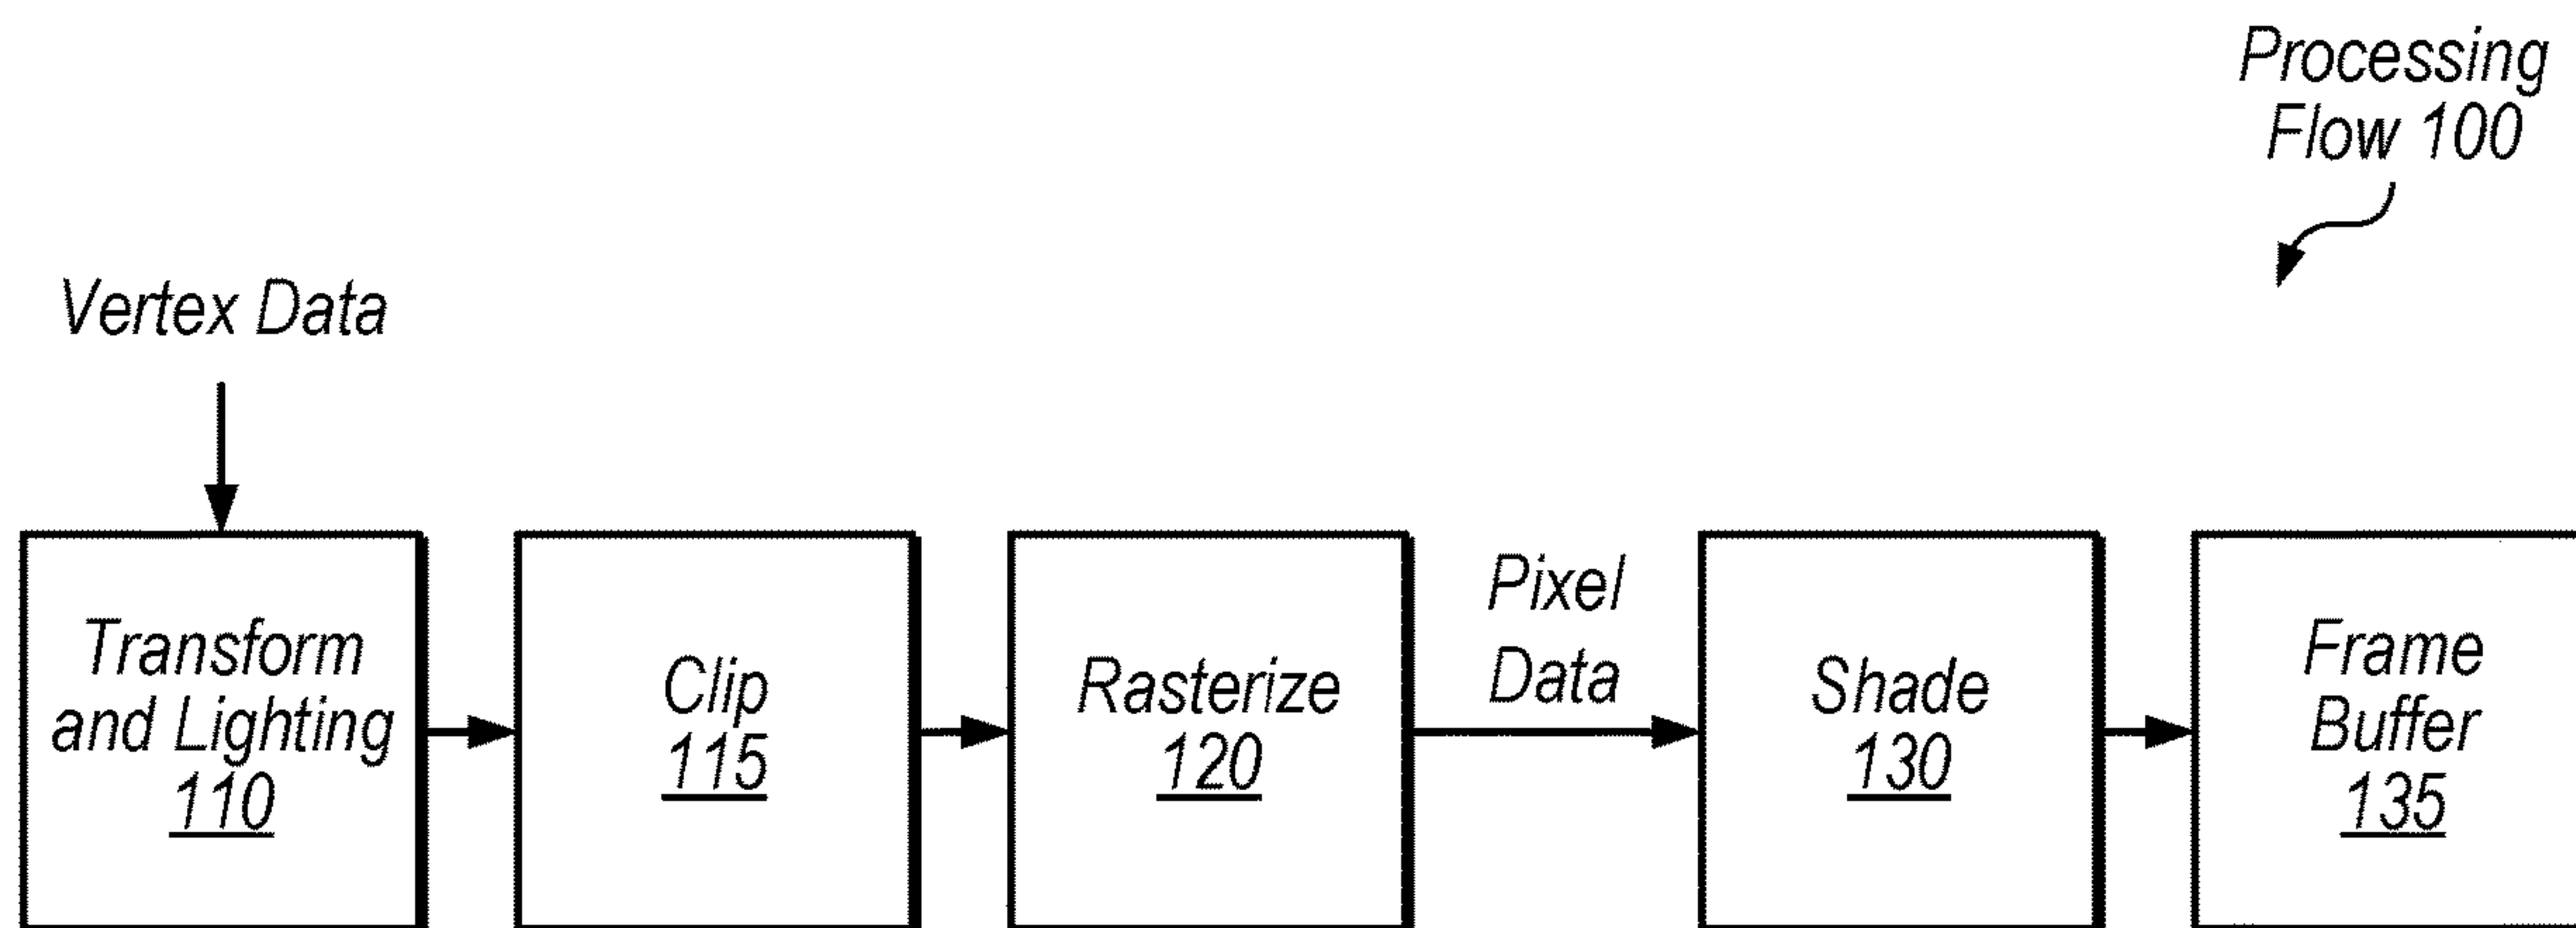 Processing
Flow 100
Vertex Data
Transform
and Lighting
110
Clip
115
Rasterize
120
Pixel
Data
Shade
130
Frame
Buffer
135